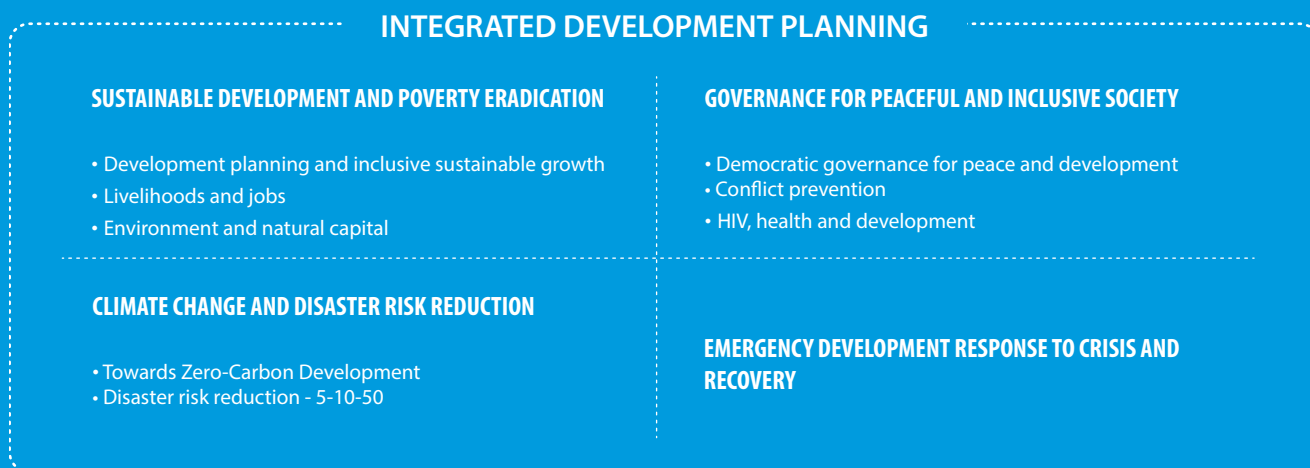 INTEGRATED DEVELOPMENT PLANNING
SUSTAINABLE DEVELOPMENT AND POVERTY ERADICATION
• Development planning and inclusive sustainable growth
• Livelihoods and jobs
• Environment and natural capital
GOVERNANCE FOR PEACEFUL AND INCLUSIVE SOCIETY
• Democratic governance for peace and development
• Conflict prevention
• HIV, health and development
CLIMATE CHANGE AND DISASTER RISK REDUCTION
• Towards Zero-Carbon Development
• Disaster risk reduction - 5-10-50
EMERGENCY DEVELOPMENT RESPONSE TO CRISIS AND
RECOVERY